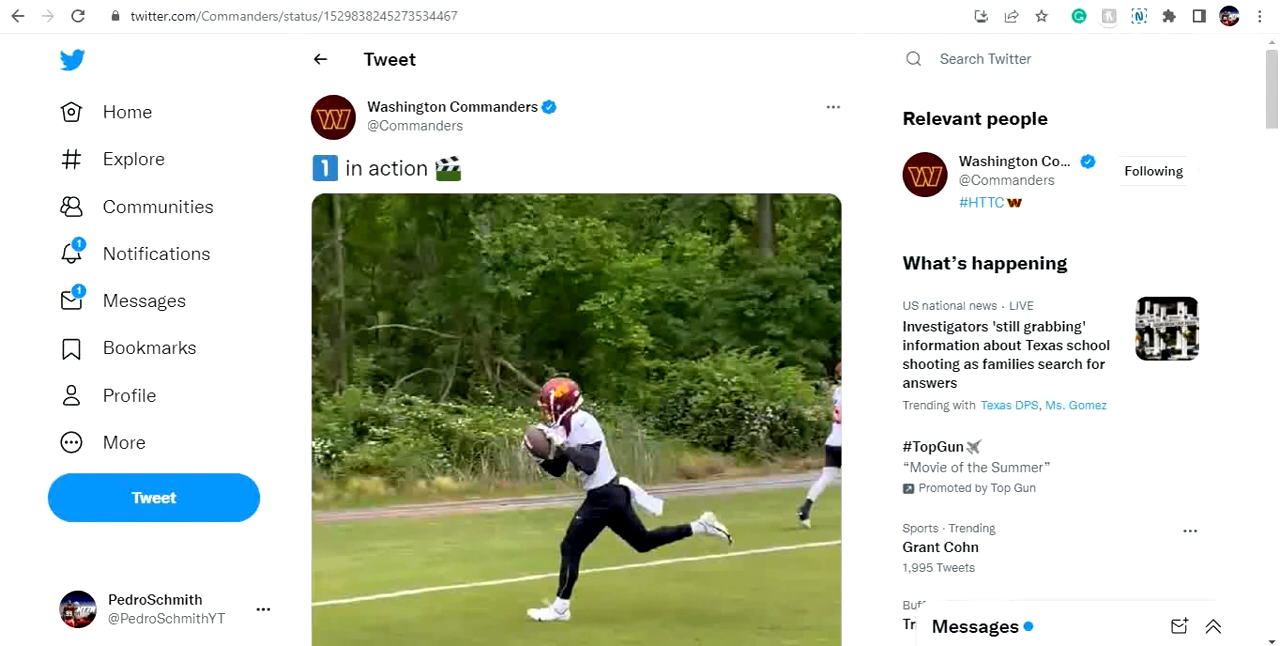 twitter.com/Commanders/status/1529838245273534467
Tweet
Search Twitter
Home
Explore
Communities
Notifications
1
Messages
1
Bookmarks
Profile
More
Tweet
PedroSchmith
@PedroSchmithYT
Washington Commanders
@Commanders
1 in action
Relevant people
Washington Co...
@Commanders
Following
#HTTC
What's happening
US national news · LIVE
Investigators 'still grabbing'
information about Texas school
shooting as families search for
answers
Trending with Texas DPS, Ms. Gomez
#TopGun
“Movie of the Summer”
Promoted by Top Gun
Sports · Trending
Grant Cohn
1,995 Tweets
Messages